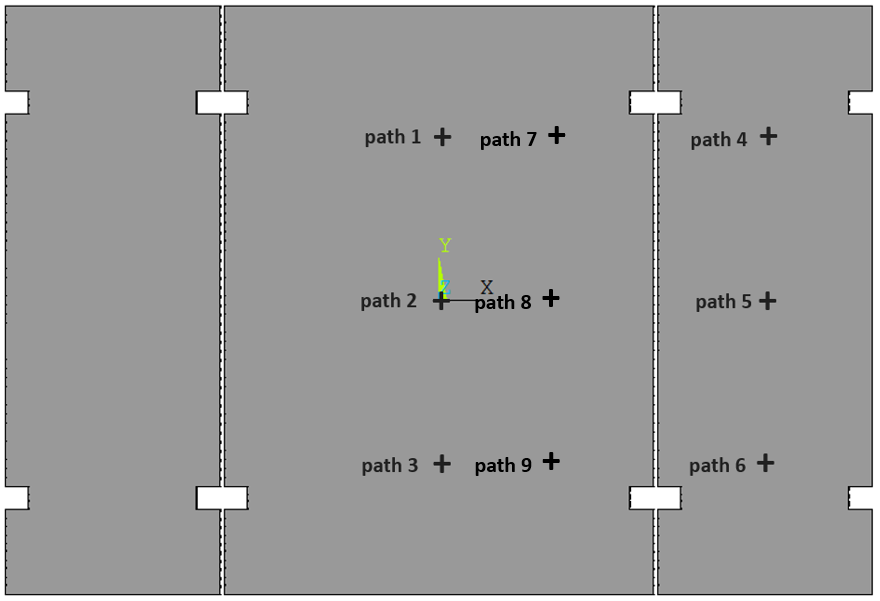 path 1
path 7
path 4
Y
Z
X
path 2
path 8
path 5
path 3
path 9
path 6